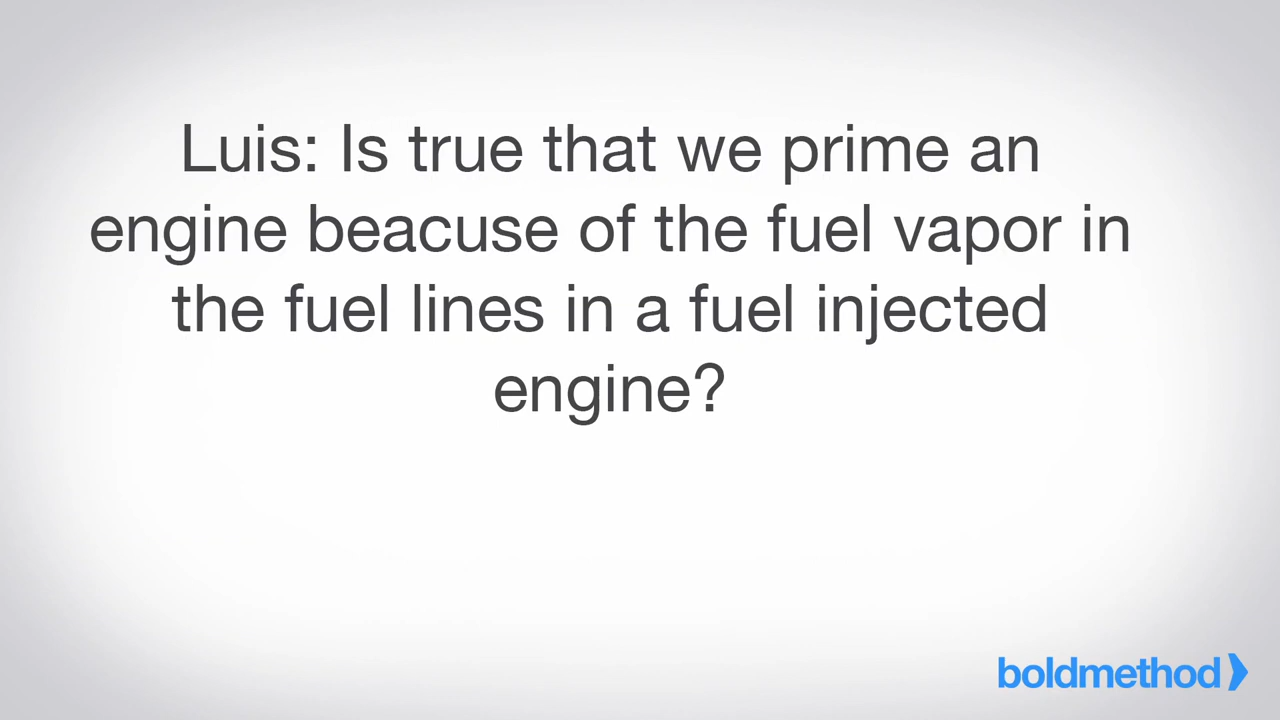 Luis: Is true that we prime an
engine beacuse of the fuel vapor in
the fuel lines in a fuel injected
engine?
boldmethod